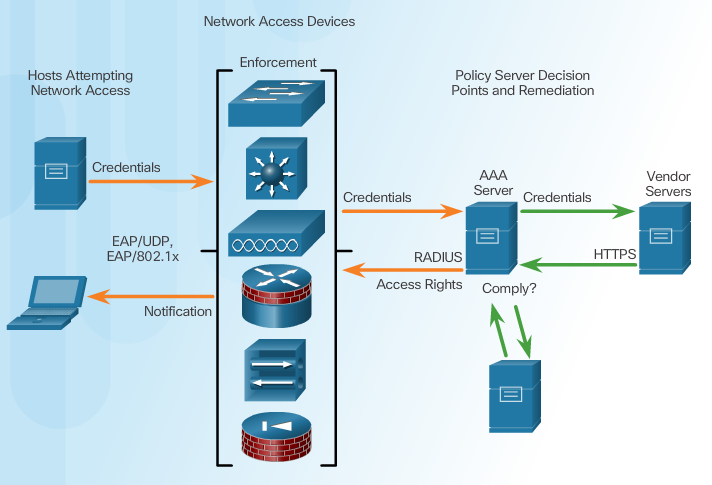 Network Access Devices
Hosts Attempting
Network Access
Enforcement
Policy Server Decision
Points and Remediation
Credentials
Credentials
AAA
Server
Credentials
Vendor
Servers
EAP/UDP,
EAP/802.1x
RADIUS
HTTPS
Access Rights
Comply?
Notification